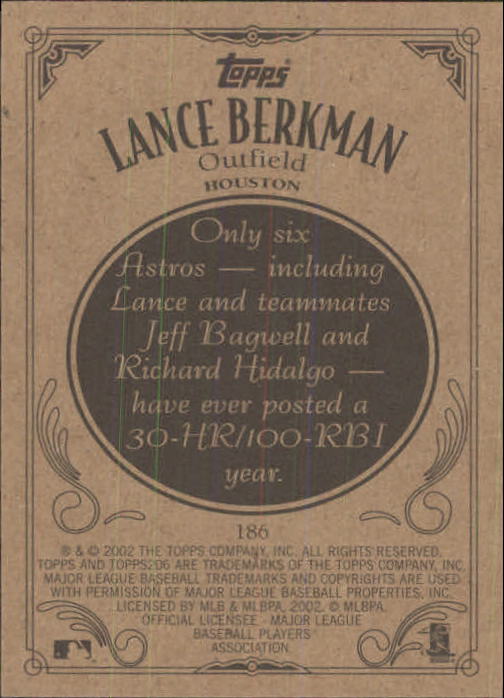 Topps
LANCE BERKMAN
Outfield
HOUSTON
Only six
Astros — including
Lance and teammates
Jeff Bagwell and
Richard Hidalgo —
have ever posted a
30-HR/100-RBI
year.
186
® & © 2002 THE TOPPS COMPANY, INC. ALL RIGHTS RESERVED.
TOPPS AND TOPPS206 ARE TRADEMARKS OF THE TOPPS COMPANY, INC.
MAJOR LEAGUE BASEBALL TRADEMARKS AND COPYRIGHTS ARE USED
WITH PERMISSION OF MAJOR LEAGUE BASEBALL PROPERTIES, INC.
LICENSED BY MLB & MLBPA, 2002. © MLBPA
OFFICIAL LICENSEE - MAJOR LEAGUE
BASEBALL PLAYERS
ASSOCIATION.